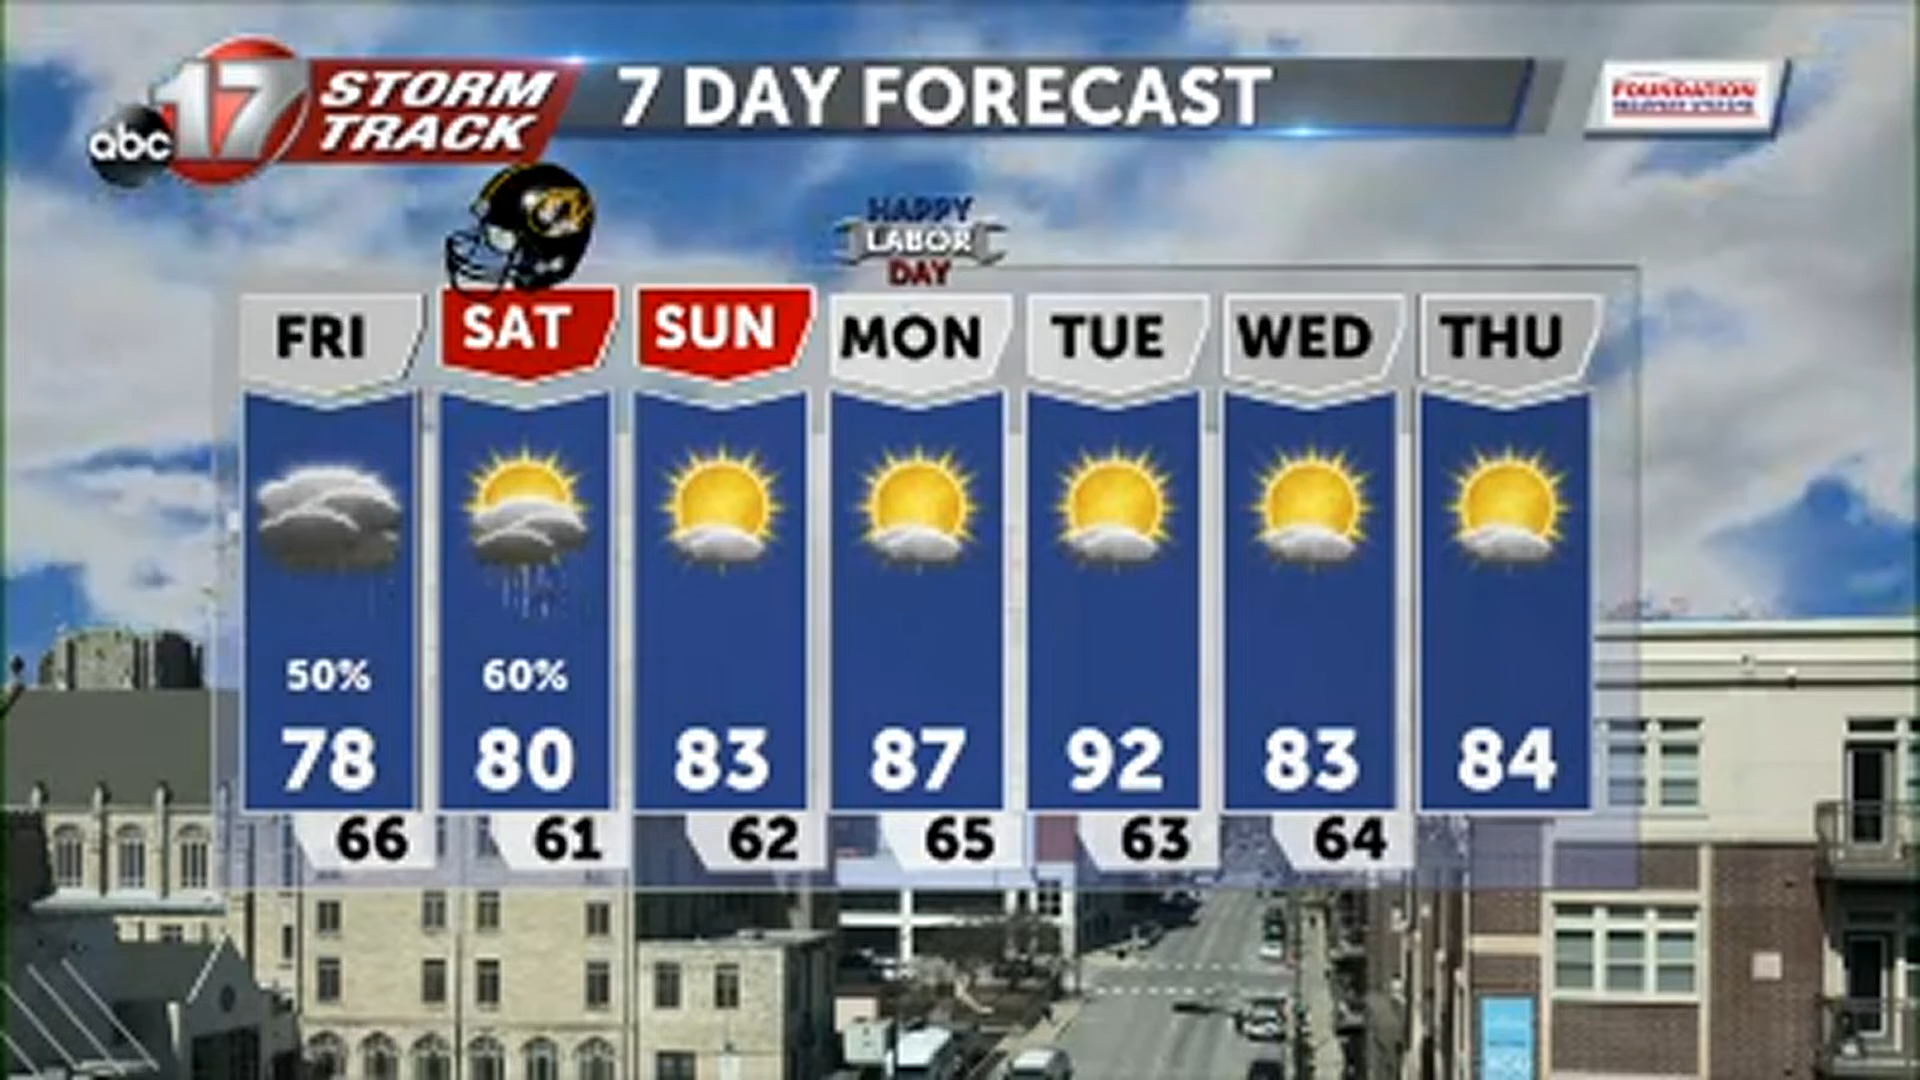 abc 17 STORM TRACK
7 DAY FORECAST
FOUNDATION
HAPPY
LABOR
DAY
FRI SAT SUN MON TUE WED THU
50% 60%
78 80 83 87 92 83 84
66 61 62 65 63 64